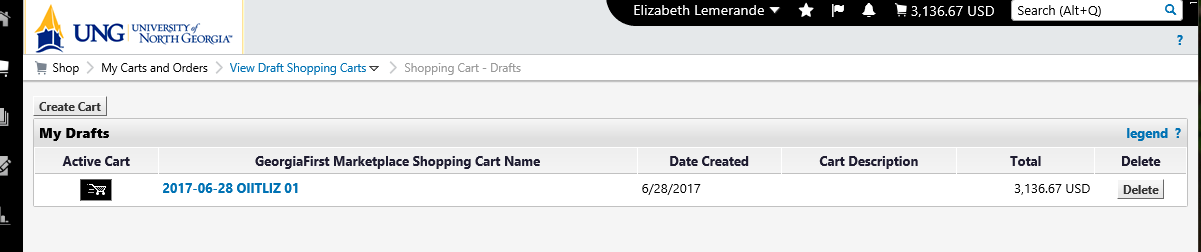 Elizabeth Lemerande 3,136.67 USD Search (Alt+Q)
UNG UNIVERSITY of NORTH GEORGIA™
?
Shop My Carts and Orders View Draft Shopping Carts Shopping Cart - Drafts
Create Cart
My Drafts legend ?
Active Cart GeorgiaFirst Marketplace Shopping Cart Name Date Created Cart Description Total Delete
2017-06-28 OIITLIZ 01 6/28/2017 3,136.67 USD Delete